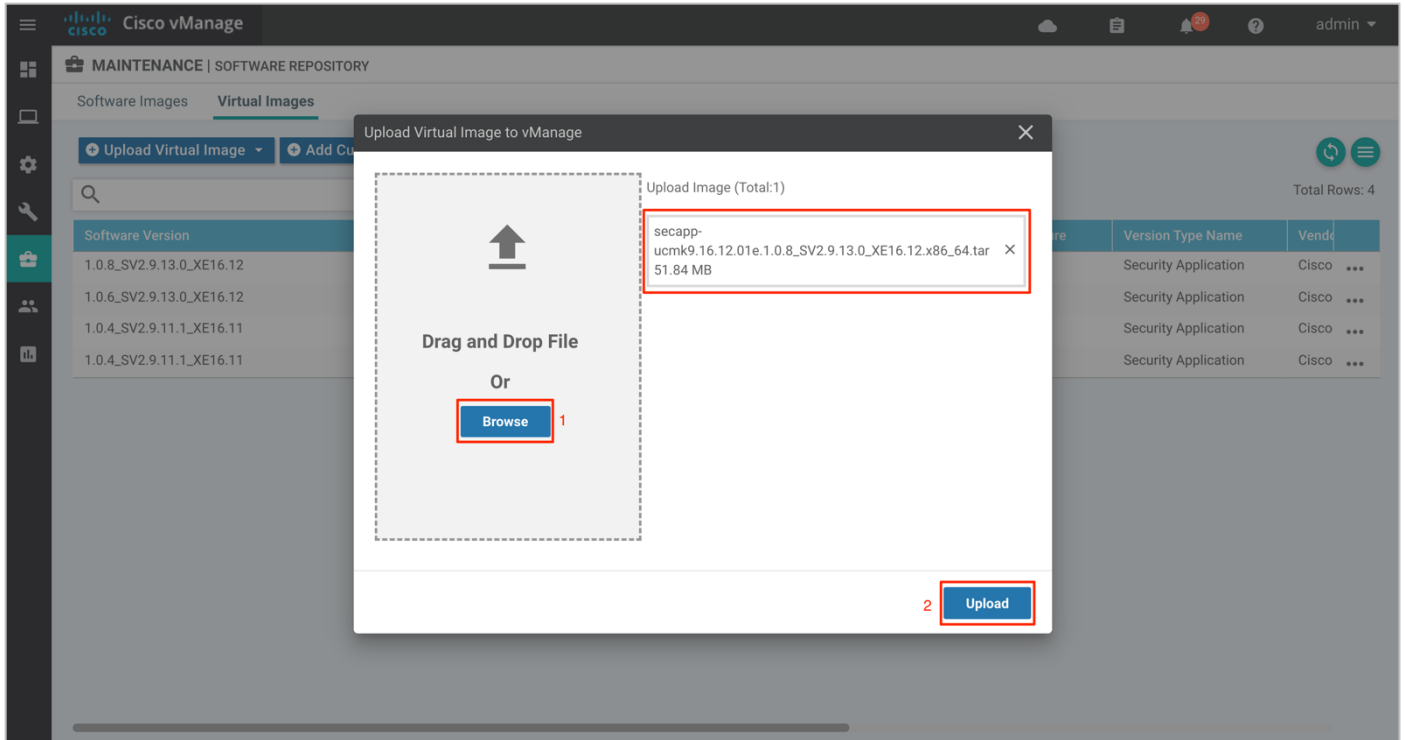 cisco Cisco vManage
29
admin
MAINTENANCE | SOFTWARE REPOSITORY
Software Images Virtual Images
Upload Virtual Image
Add Cu
Total Rows: 4
Software Version
re
Version Type Name
Vend
1.0.8_SV2.9.13.0_XE16.12
Security Application
Cisco
1.0.6_SV2.9.13.0_XE16.12
Security Application
Cisco
1.0.4_SV2.9.11.1_XE16.11
Security Application
Cisco
1.0.4_SV2.9.11.1_XE16.11
Security Application
Cisco
Upload Virtual Image to vManage
Drag and Drop File
Or
Browse
1
Upload Image (Total:1)
secapp-
ucmk9.16.12.01e.1.0.8_SV2.9.13.0_XE16.12.x86_64.tar
51.84 MB
2
Upload